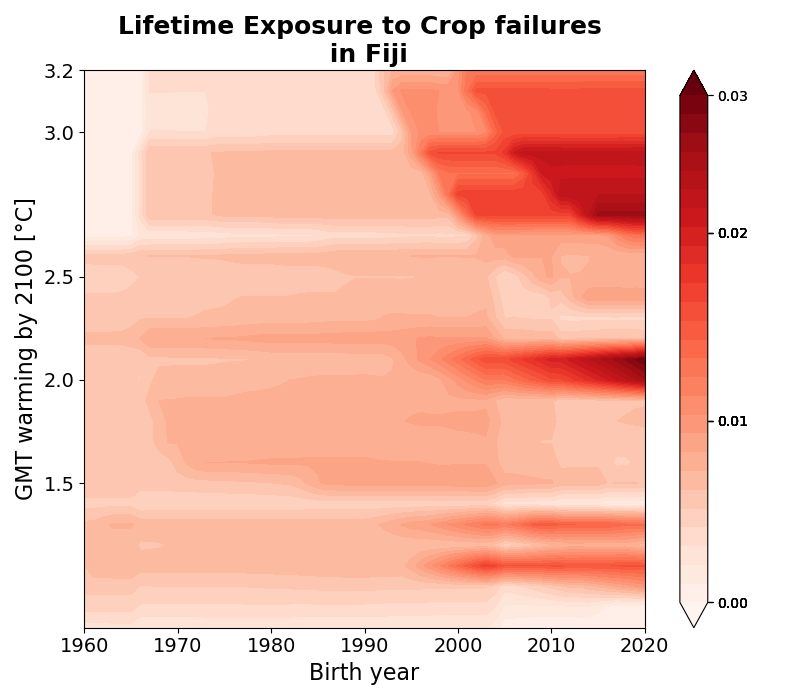 Lifetime Exposure to Crop failures
in Fiji
3.2
3.0
2.5
2.0
1.5
GMT warming by 2100 [°C]
1960 1970 1980 1990 2000 2010 2020
Birth year
0.03
0.02
0.01
0.00